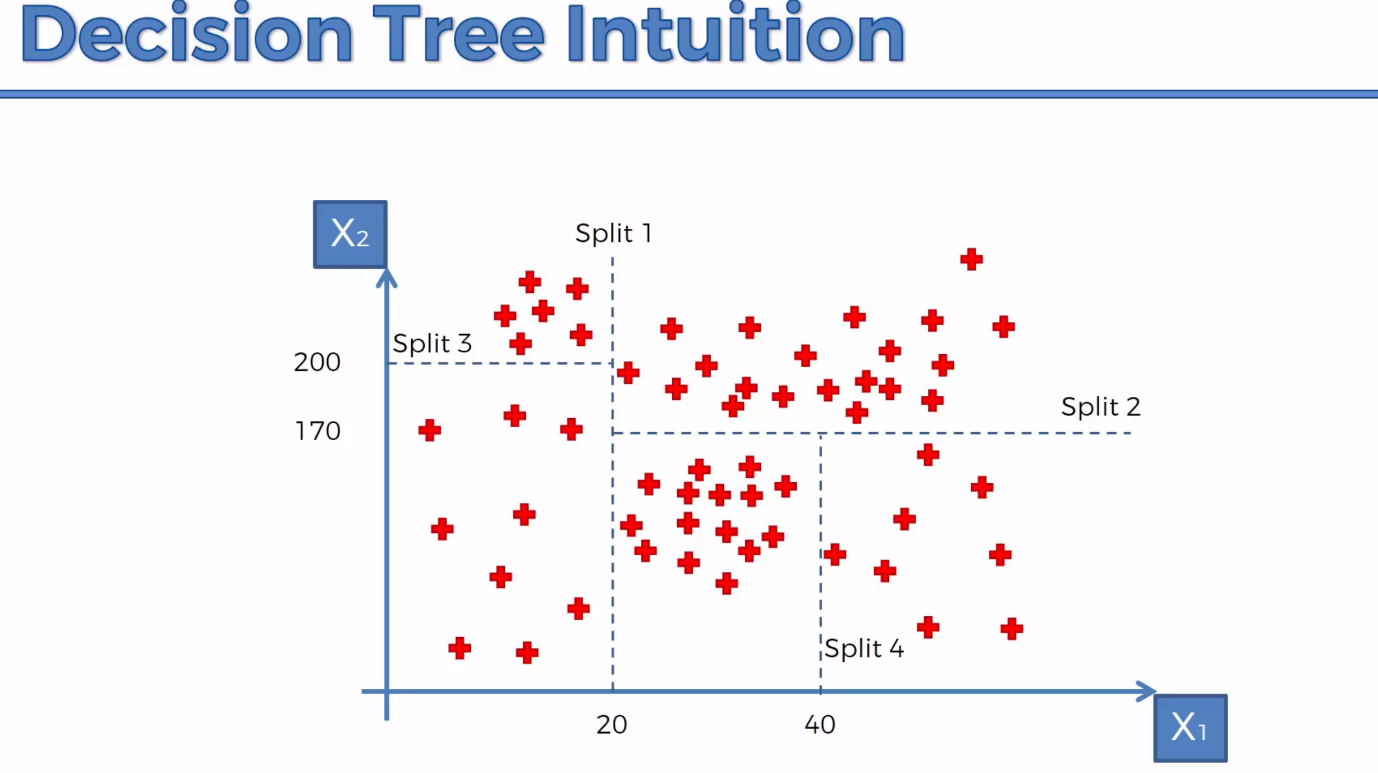 Decision Tree Intuition
X₂
Split 1
Split 3
200
Split 2
170
Split 4
20 40
X₁